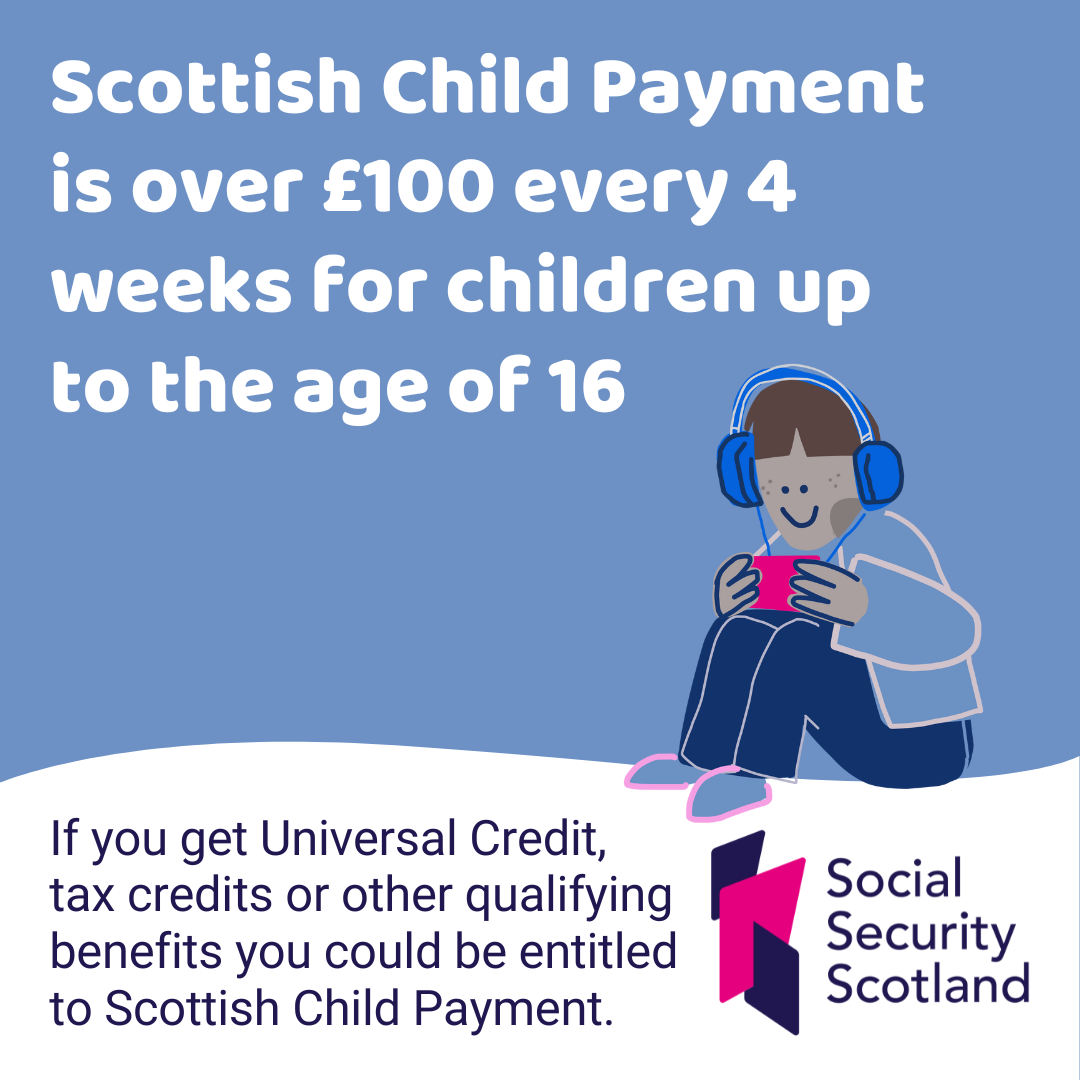 Scottish Child Payment
is over £100 every 4
weeks for children up
to the age of 16
If you get Universal Credit,
tax credits or other qualifying
benefits you could be entitled
to Scottish Child Payment.
Social
Security
Scotland